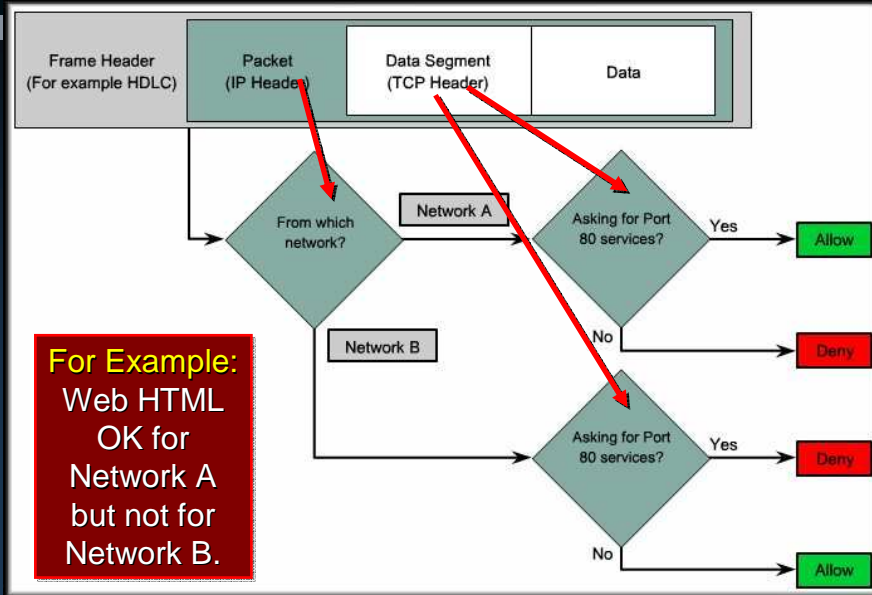 Frame Header
(For example HDLC)
Packet
(IP Header)
Data Segment
(TCP Header)
Data
From which
network?
Network A
Asking for Port
80 services?
Yes
Allow
No
Deny
Network B
Asking for Port
80 services?
Yes
Deny
No
Allow
For Example:
Web HTML
OK for
Network A
but not for
Network B.